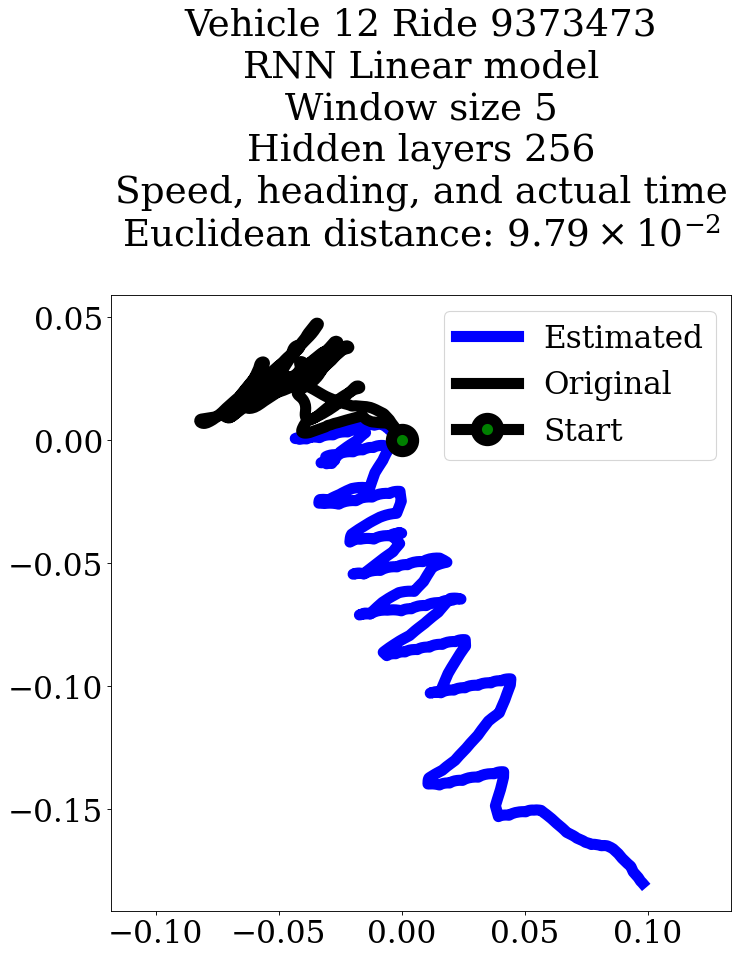 Vehicle 12 Ride 9373473
RNN Linear model
Window size 5
Hidden layers 256
Speed, heading, and actual time
Euclidean distance: 9.79 × 10⁻²
Estimated
Original
Start
0.05
0.00
−0.05
−0.10
−0.15
−0.10 −0.05 0.00 0.05 0.10